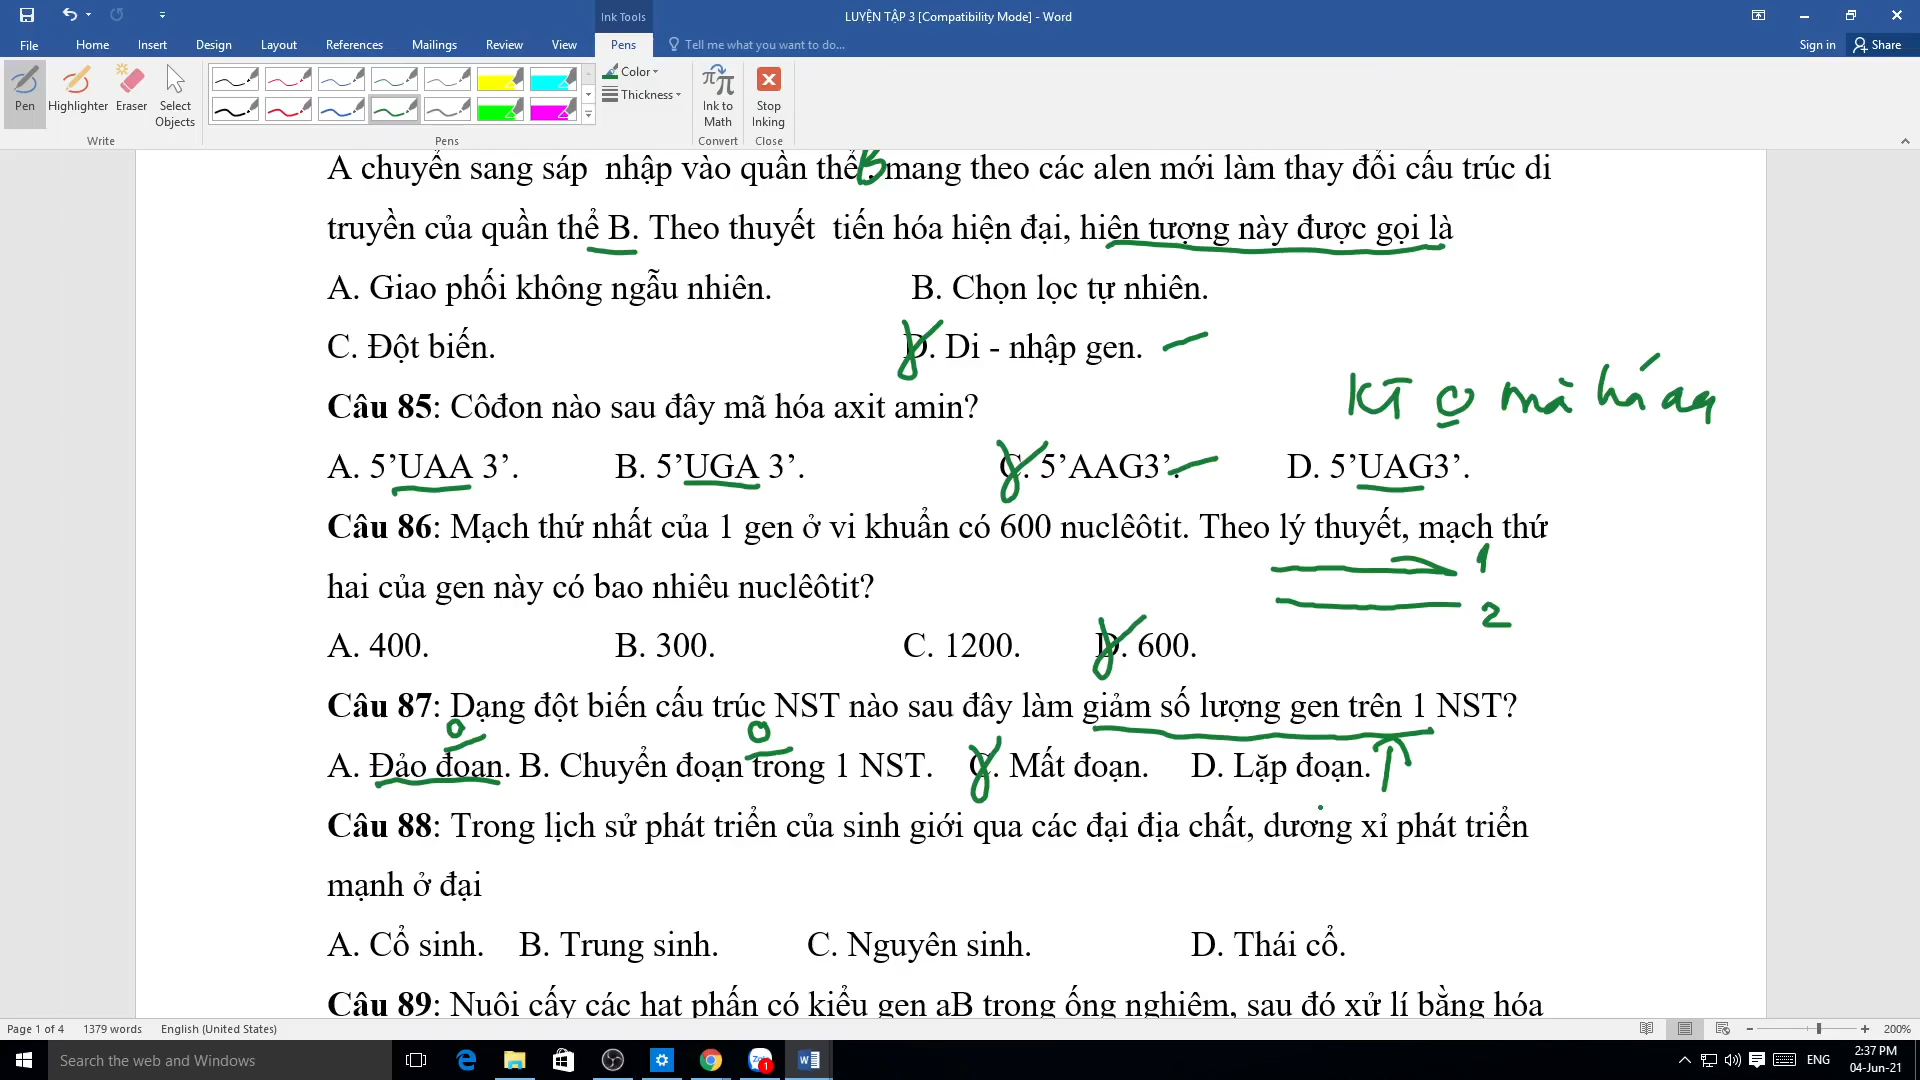 Ink Tools
LUYỆN TẬP 3 [Compatibility Mode] - Word
File Home Insert Design Layout References Mailings Review View Pens Tell me what you want to do... Sign in Share
Pen Highlighter Eraser Select Objects
Color
Thickness
Ink to Math
Stop Inking
Write Pens Convert Close
A chuyển sang sáp nhập vào quần thể B. mang theo các alen mới làm thay đổi cấu trúc di
truyền của quần thể B. Theo thuyết tiến hóa hiện đại, hiện tượng này được gọi là
A. Giao phối không ngẫu nhiên. B. Chọn lọc tự nhiên.
C. Đột biến. D. Di - nhập gen.
Câu 85: Côđon nào sau đây mã hóa axit amin?
KT mã hóa aa
A. 5’UAA 3’. B. 5’UGA 3’. C. 5’AAG3’. D. 5’UAG3’.
Câu 86: Mạch thứ nhất của 1 gen ở vi khuẩn có 600 nuclêôtit. Theo lý thuyết, mạch thứ
1
hai của gen này có bao nhiêu nuclêôtit?
2
A. 400. B. 300. C. 1200. D. 600.
Câu 87: Dạng đột biến cấu trúc NST nào sau đây làm giảm số lượng gen trên 1 NST?
A. Đảo đoạn. B. Chuyển đoạn trong 1 NST. C. Mất đoạn. D. Lặp đoạn.
Câu 88: Trong lịch sử phát triển của sinh giới qua các đại địa chất, dương xỉ phát triển
mạnh ở đại
A. Cổ sinh. B. Trung sinh. C. Nguyên sinh. D. Thái cổ.
Câu 89: Nuôi cấy các hạt phấn có kiểu gen aB trong ống nghiệm, sau đó xử lí bằng hóa
Page 1 of 4 1379 words English (United States) 200%
Search the web and Windows
ENG
2:37 PM
04-Jun-21